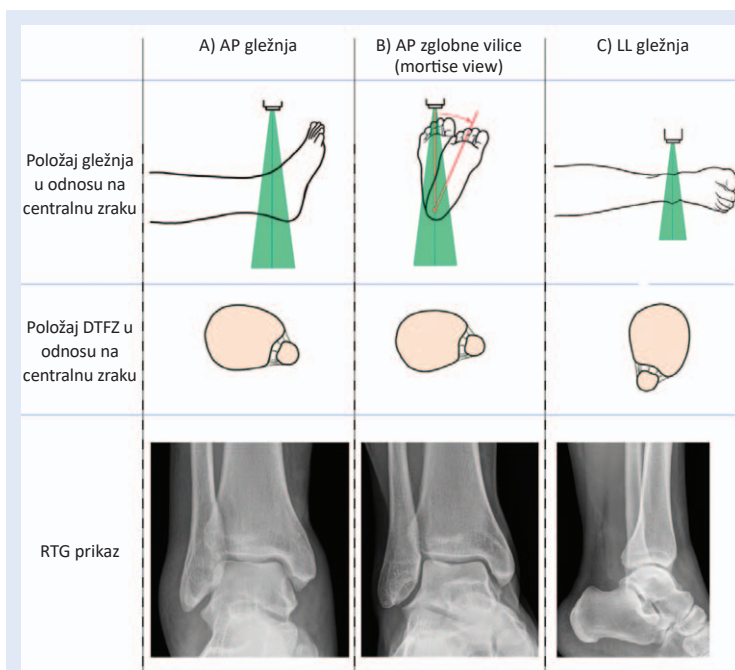 A) AP gležnja
B) AP zglobne vilice
(mortise view)
C) LL gležnja
Položaj gležnja
u odnosu na
centralnu zraku
Položaj DTFZ u
odnosu na
centralnu zraku
RTG prikaz